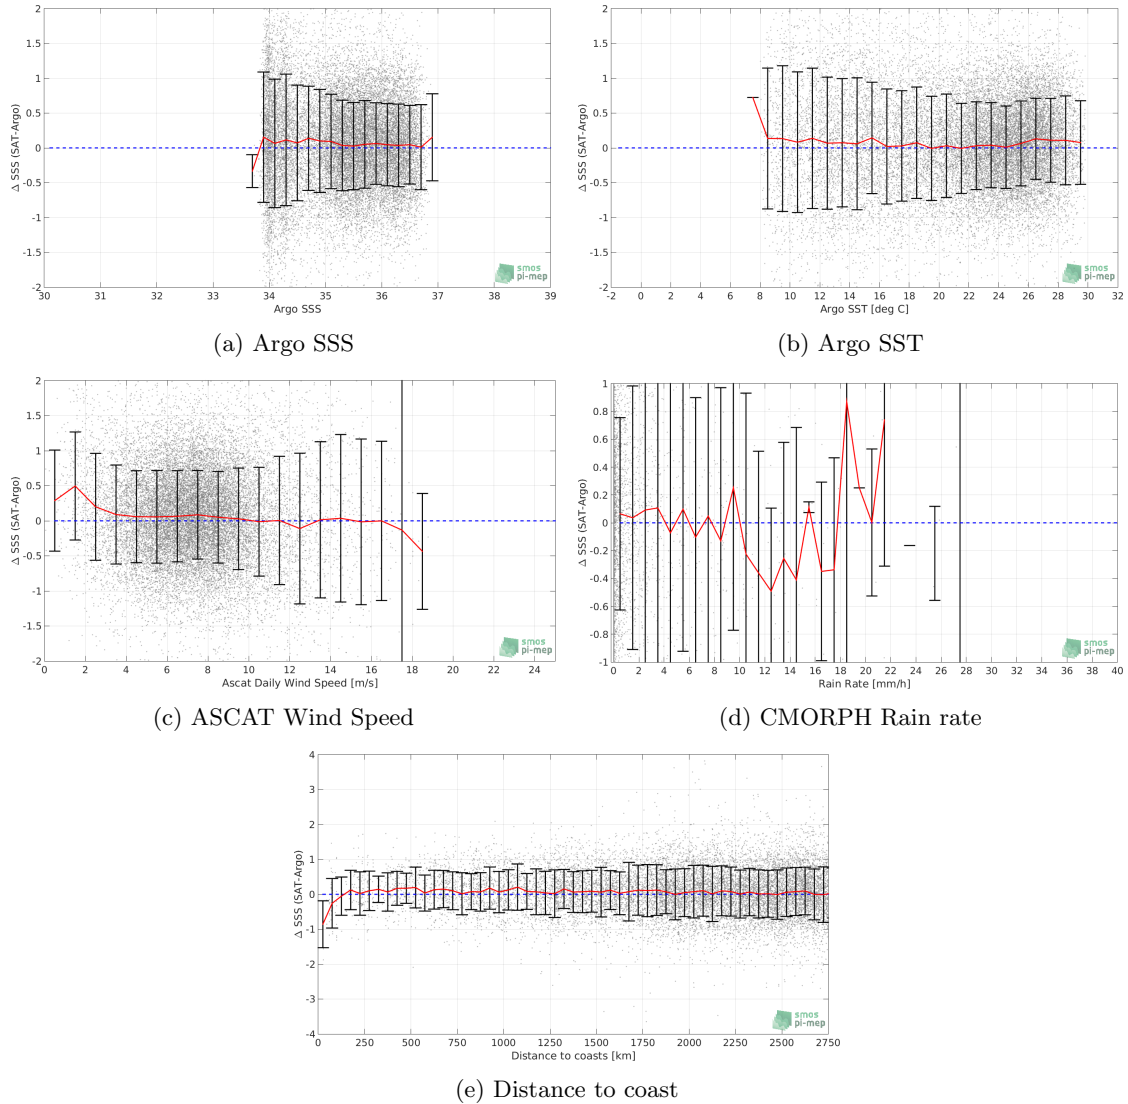 2
1.5
1
0.5
0
-0.5
-1
-1.5
-2
Δ SSS (SAT-Argo)
30 31 32 33 34 35 36 37 38 39
Argo SSS
smos
pi-mep
(a) Argo SSS
2
1.5
1
0.5
0
-0.5
-1
-1.5
-2
Δ SSS (SAT-Argo)
-2 0 2 4 6 8 10 12 14 16 18 20 22 24 26 28 30 32
Argo SST [deg C]
smos
pi-mep
(b) Argo SST
2
1.5
1
0.5
0
-0.5
-1
-1.5
-2
Δ SSS (SAT-Argo)
0 2 4 6 8 10 12 14 16 18 20 22 24
Ascat Daily Wind Speed [m/s]
smos
pi-mep
(c) ASCAT Wind Speed
1
0.8
0.6
0.4
0.2
0
-0.2
-0.4
-0.6
-0.8
-1
Δ SSS (SAT-Argo)
0 2 4 6 8 10 12 14 16 18 20 22 24 26 28 30 32 34 36 38 40
Rain Rate [mm/h]
smos
pi-mep
(d) CMORPH Rain rate
4
3
2
1
0
-1
-2
-3
-4
Δ SSS (SAT-Argo)
0 250 500 750 1000 1250 1500 1750 2000 2250 2500 2750
Distance to coasts [km]
smos
pi-mep
(e) Distance to coast